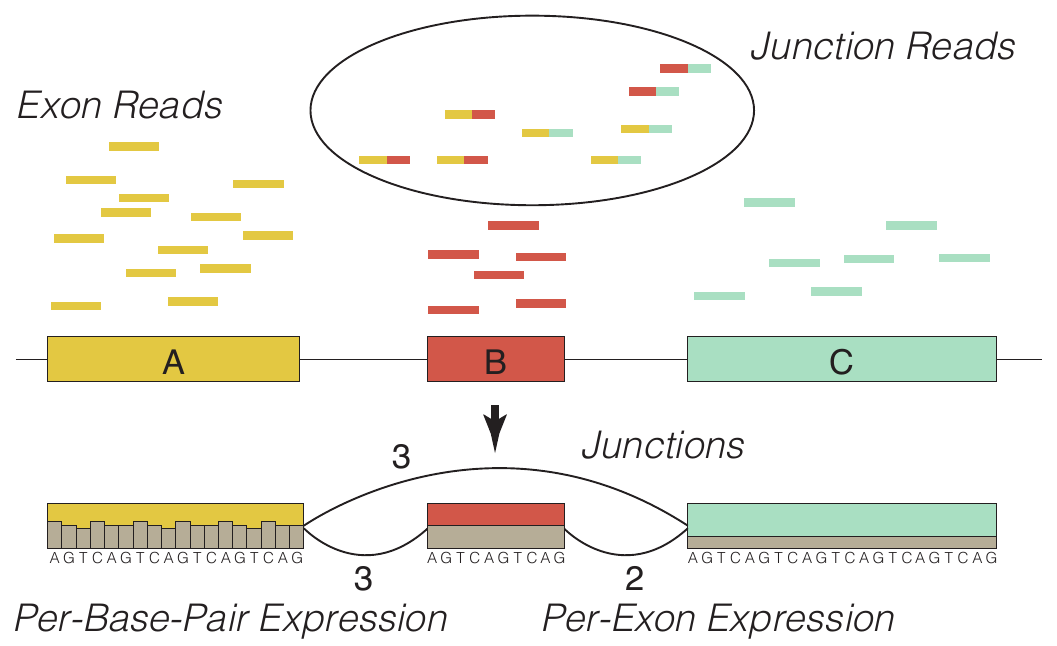 Junction Reads
Exon Reads
A
B
C
Junctions
3
AGTCAGTCAGTCAGTCAG
AGTCAGTCAG
AGTCAGTCAGTCAGTCAGTCAG
3
2
Per-Base-Pair Expression
Per-Exon Expression